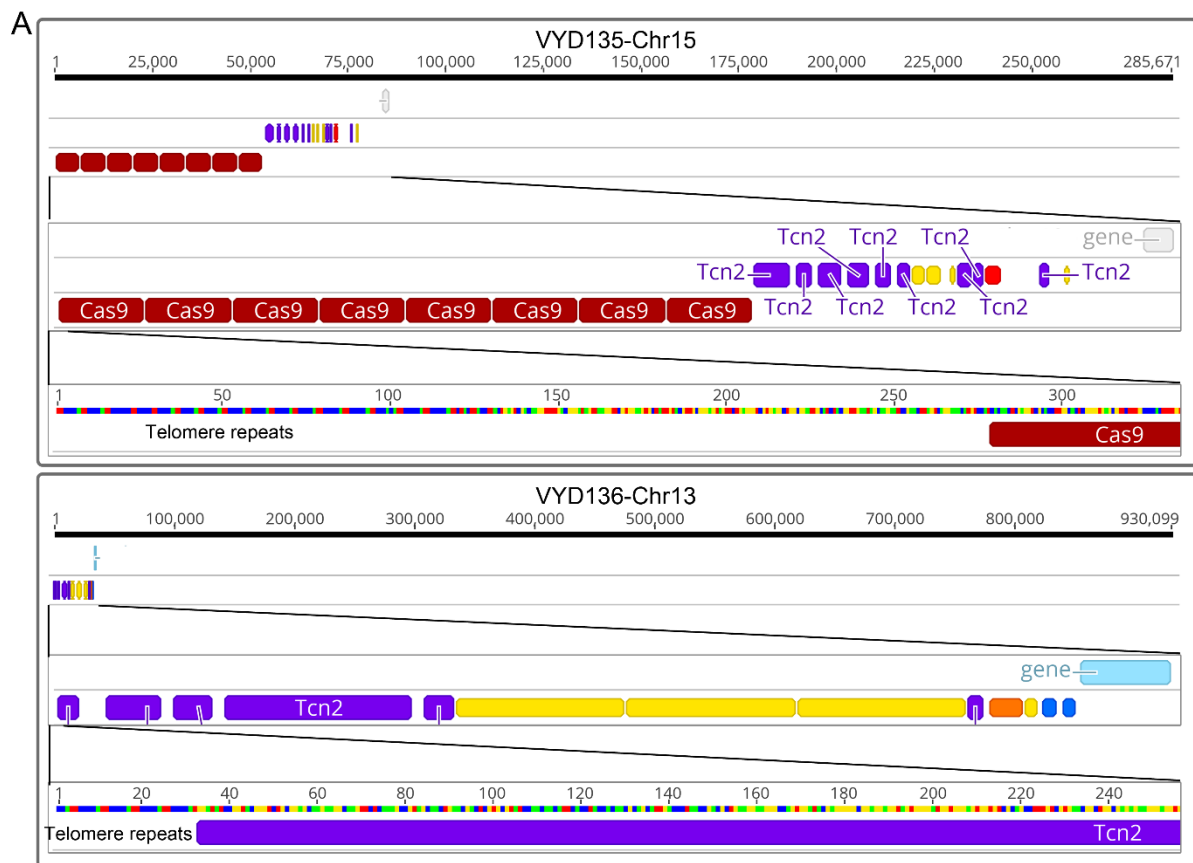 A
VYD135-Chr15
1 25,000 50,000 75,000 100,000 125,000 150,000 175,000 200,000 225,000 250,000 285,671
Tcn2 Tcn2 Tcn2 gene
Tcn2 Tcn2
Cas9 Cas9 Cas9 Cas9 Cas9 Cas9 Cas9 Cas9 Tcn2 Tcn2 Tcn2 Tcn2
1 50 100 150 200 250 300
Telomere repeats Cas9
VYD136-Chr13
1 100,000 200,000 300,000 400,000 500,000 600,000 700,000 800,000 930,099
gene
Tcn2
1 20 40 60 80 100 120 140 160 180 200 220 240
Telomere repeats Tcn2